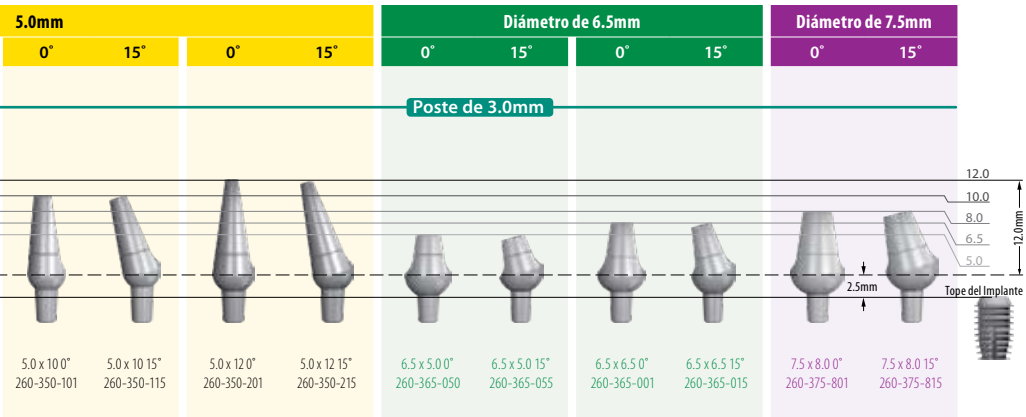 5.0mm Diámetro de 6.5mm Diámetro de 7.5mm
0˚ 15˚ 0˚ 15˚ 0˚ 15˚ 0˚ 15˚ 0˚ 15˚
Poste de 3.0mm
12.0
10.0
8.0
6.5
5.0
12.0mm
2.5mm
Tope del Implante
5.0 x 10 0˚ 5.0 x 10 15˚ 5.0 x 12 0˚ 5.0 x 12 15˚ 6.5 x 5.0 0˚ 6.5 x 5.0 15˚ 6.5 x 6.5 0˚ 6.5 x 6.5 15˚ 7.5 x 8.0 0˚ 7.5 x 8.0 15˚
260-350-101 260-350-115 260-350-201 260-350-215 260-365-050 260-365-055 260-365-001 260-365-015 260-375-801 260-375-815